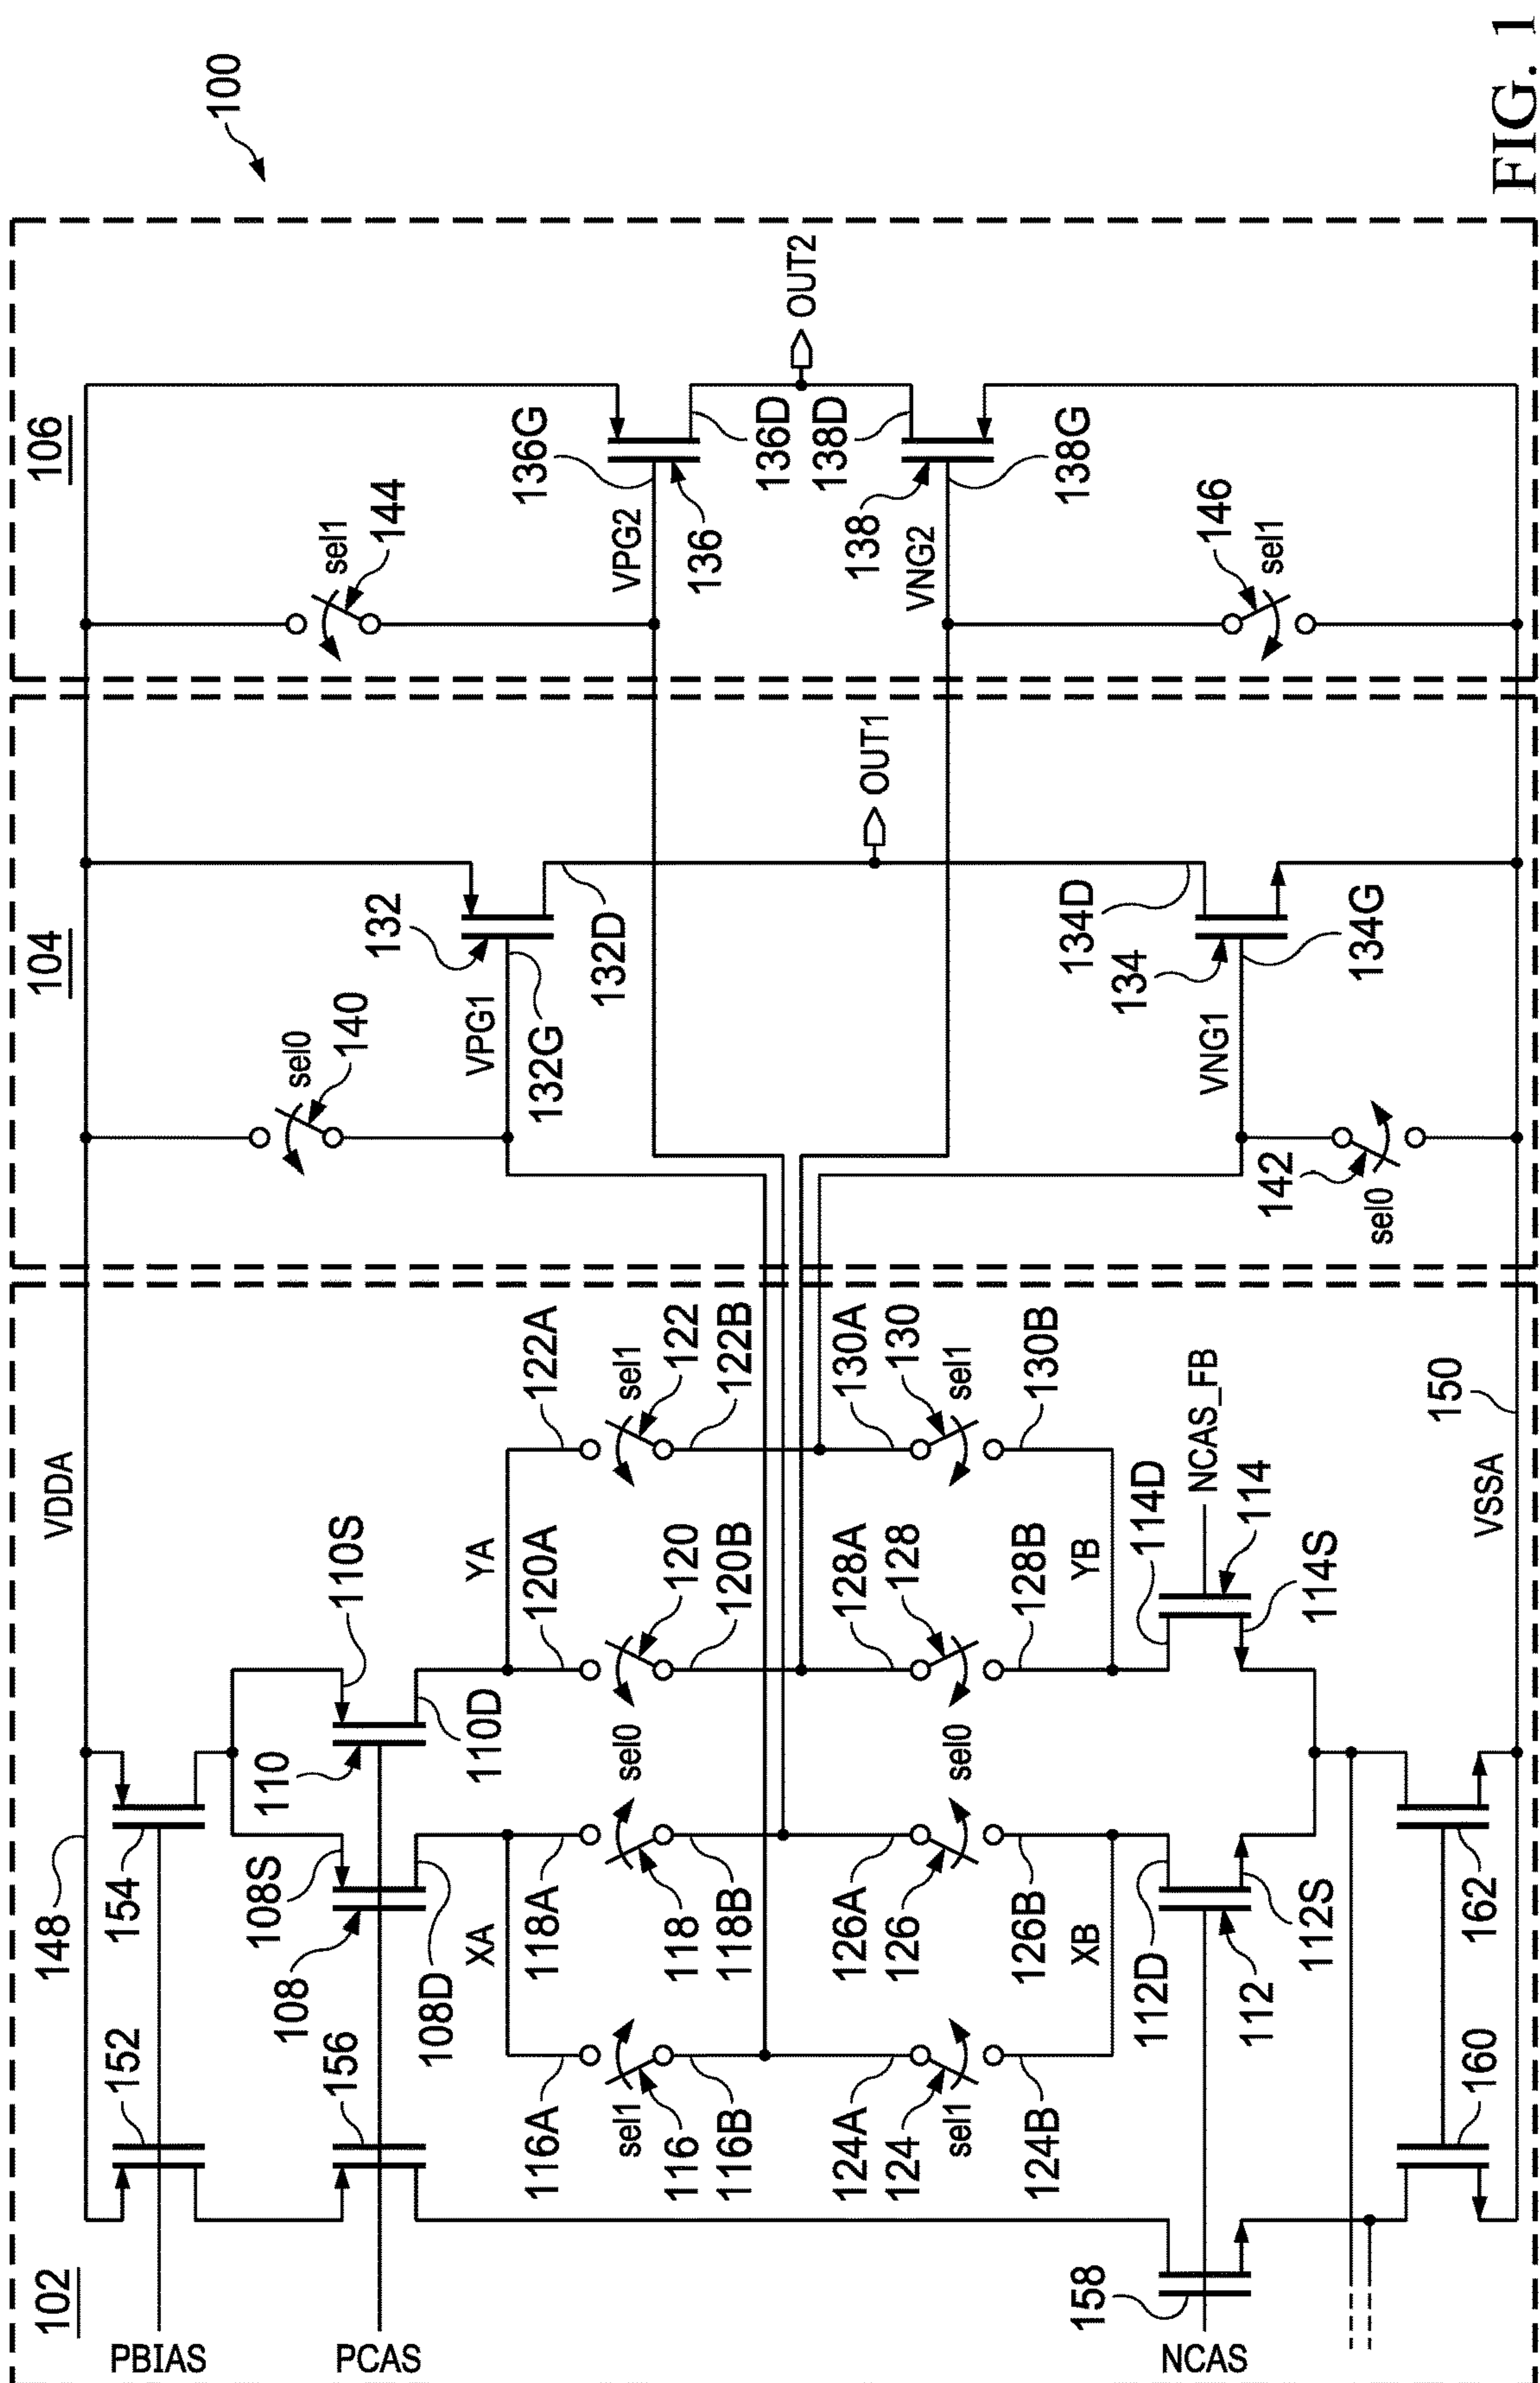 100
102
104
106
VDDA
148
152
154
PBIAS
108S
110
110S
108
156
PCAS
108D
110D
XA
YA
116A
118A
120A
122A
sel1
sel0
sel1
116
118
120
122
116B
118B
120B
122B
124A
126A
128A
130A
124
126
128
130
sel1
sel0
sel1
124B
126B
128B
130B
XB
YB
112D
114D
NCAS_FB
158
112
114
NCAS
112S
114S
160
162
VSSA
150
sel0
140
132
VPG1
132G
132D
OUT1
134D
134
VNG1
134G
142
sel0
sel1
144
136G
VPG2
136
136D
OUT2
138D
138
VNG2
138G
146
sel1
FIG. 1